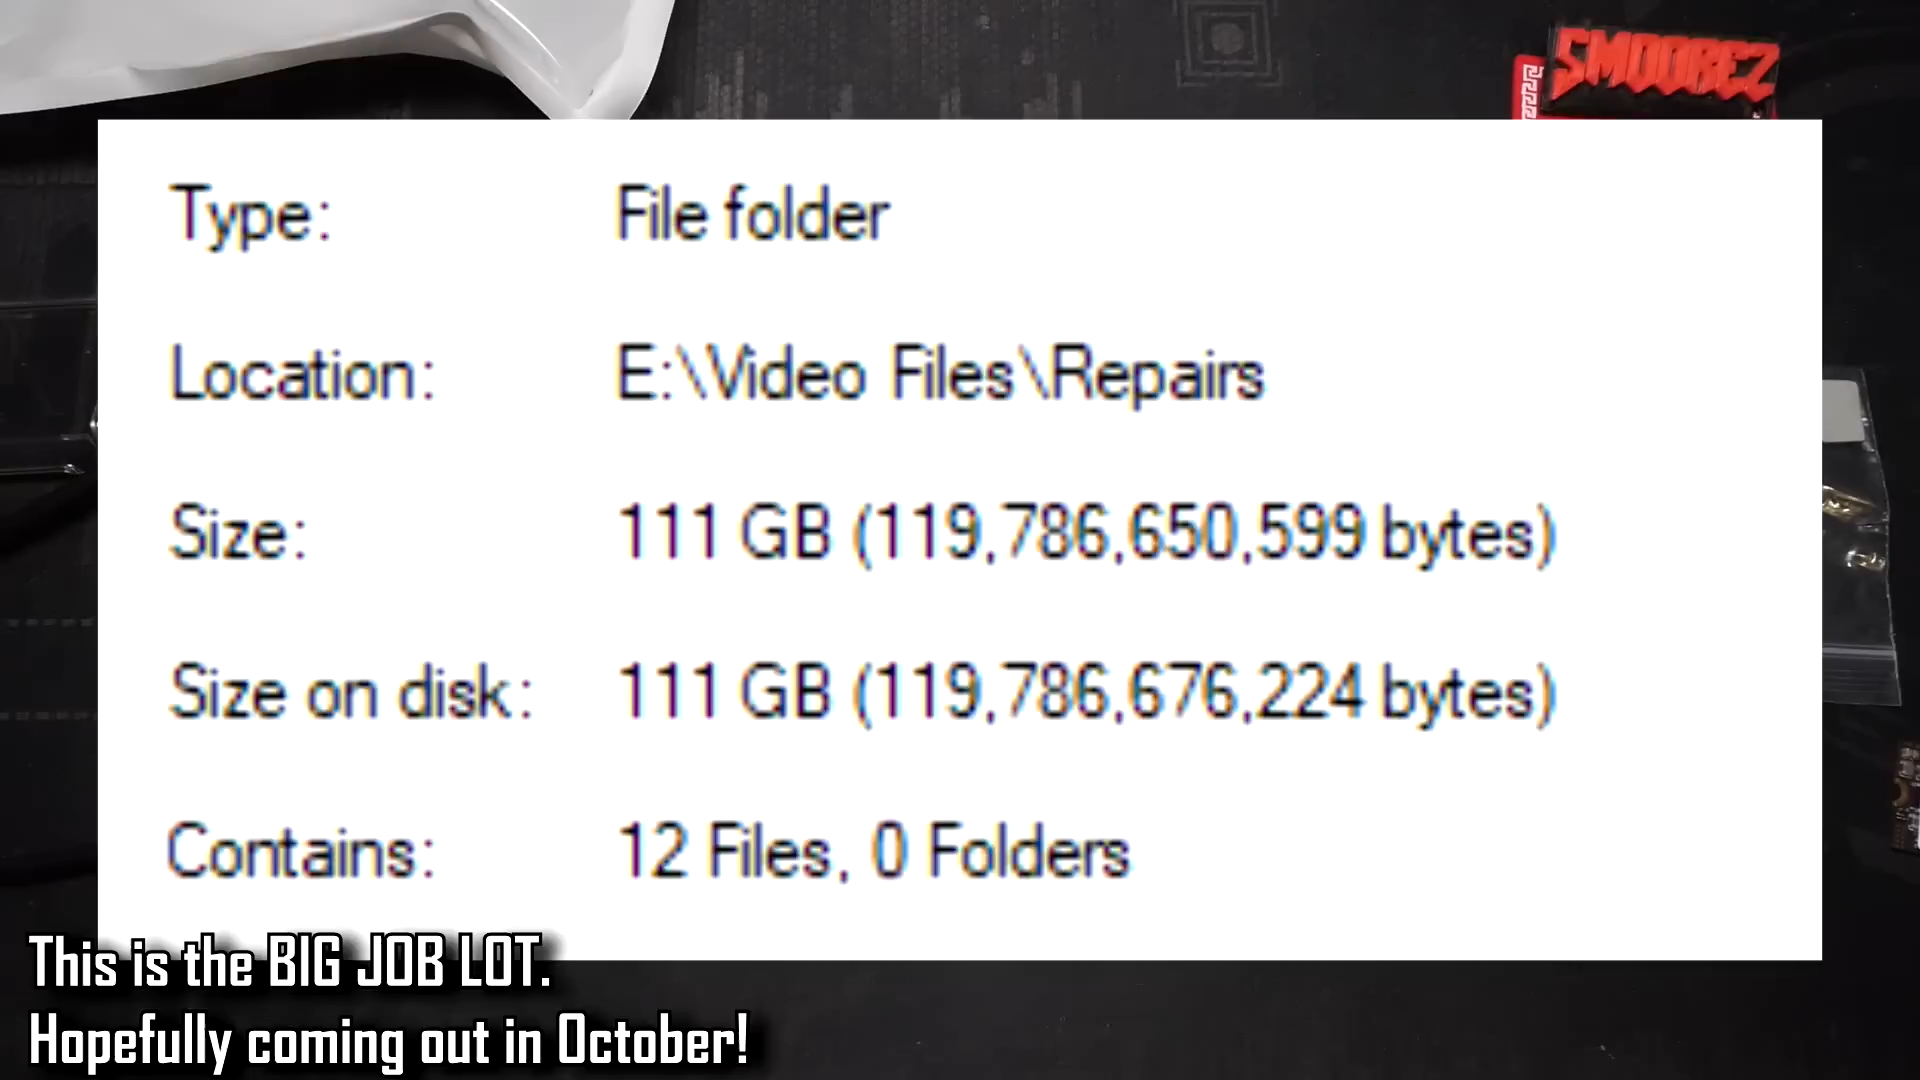 SMOOREZ
Type: File folder
Location: E:\Video Files\Repairs
Size: 111 GB (119,786,650,599 bytes)
Size on disk: 111 GB (119,786,676,224 bytes)
Contains: 12 Files, 0 Folders
This is the BIG JOB LOT.
Hopefully coming out in October!